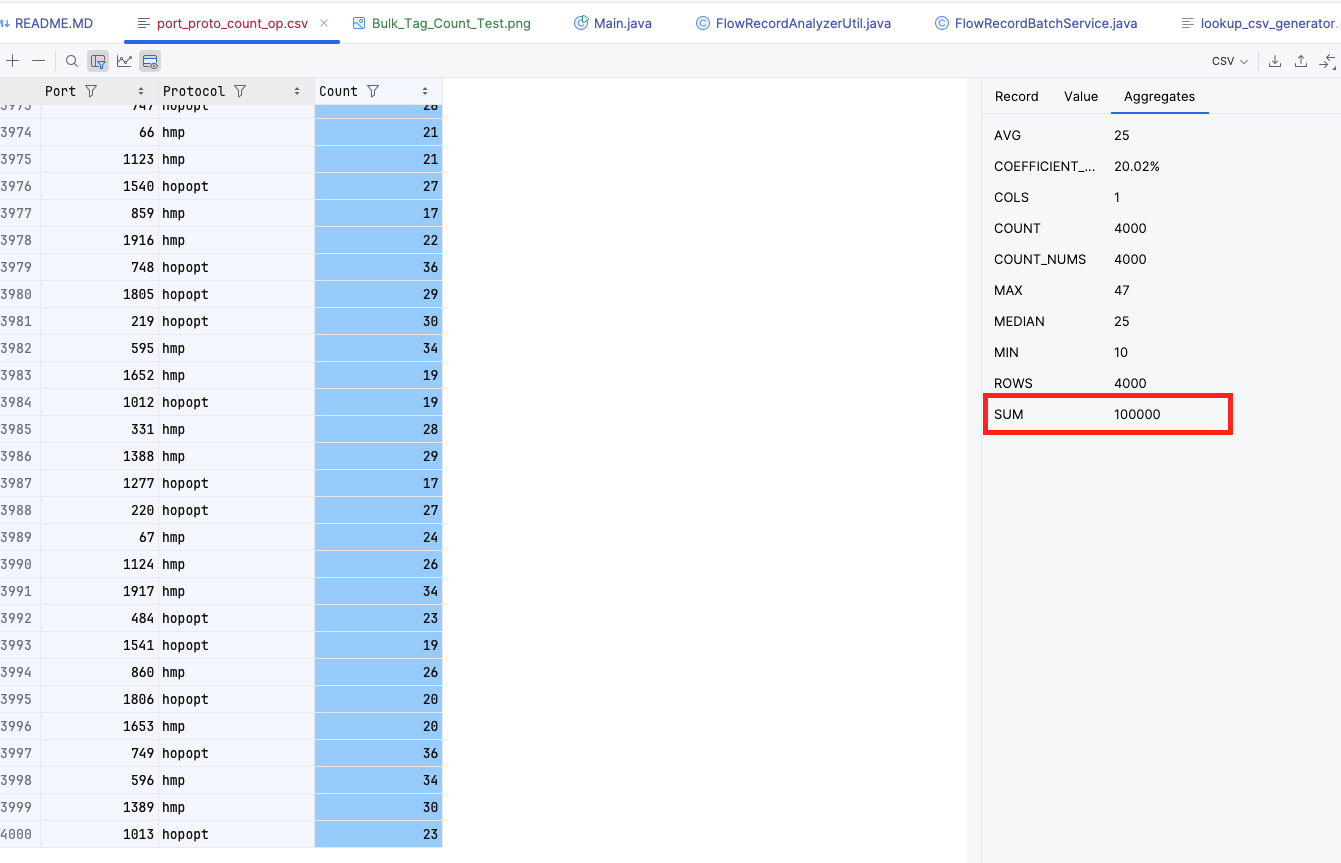 README.MD port_proto_count_op.csv Bulk_Tag_Count_Test.png Main.java FlowRecordAnalyzerUtil.java FlowRecordBatchService.java lookup_csv_generator.
CSV
Port Protocol Count
3973 747 hopopt 28
3974 66 hmp 21
3975 1123 hmp 21
3976 1540 hopopt 27
3977 859 hmp 17
3978 1916 hmp 22
3979 748 hopopt 36
3980 1805 hopopt 29
3981 219 hopopt 30
3982 595 hmp 34
3983 1652 hmp 19
3984 1012 hopopt 19
3985 331 hmp 28
3986 1388 hmp 29
3987 1277 hopopt 17
3988 220 hopopt 27
3989 67 hmp 24
3990 1124 hmp 26
3991 1917 hmp 34
3992 484 hopopt 23
3993 1541 hopopt 19
3994 860 hmp 26
3995 1806 hopopt 20
3996 1653 hmp 20
3997 749 hopopt 36
3998 596 hmp 34
3999 1389 hmp 30
4000 1013 hopopt 23
Record Value Aggregates
AVG 25
COEFFICIENT_... 20.02%
COLS 1
COUNT 4000
COUNT_NUMS 4000
MAX 47
MEDIAN 25
MIN 10
ROWS 4000
SUM 100000